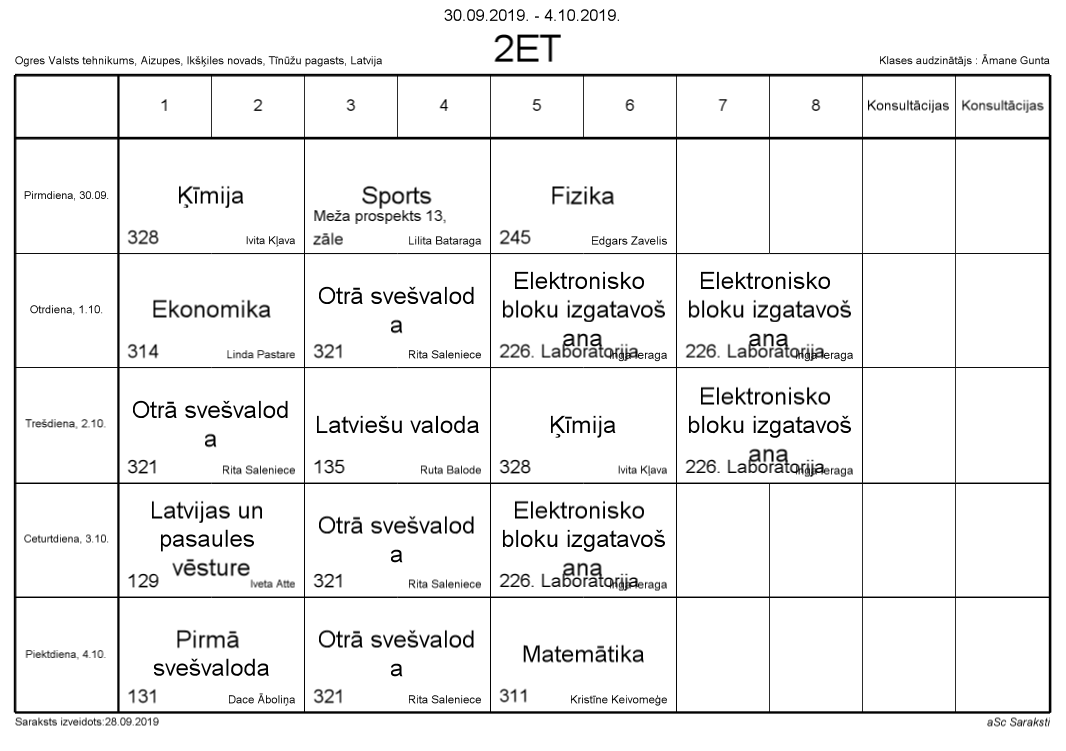 30.09.2019. - 4.10.2019.
2ET
Ogres Valsts tehnikums, Aizupes, Ikšķiles novads, Tīnūžu pagasts, Latvija
Klases audzinātājs : Āmane Gunta
1 2 3 4 5 6 7 8 Konsultācijas Konsultācijas
Pirmdiena, 30.09.
Ķīmija
328 Ivita Kļava
Sports
Meža prospekts 13,
zāle Lilita Bataraga
Fizika
245 Edgars Zavelis
Otrdiena, 1.10.
Ekonomika
314 Linda Pastare
Otrā svešvalod
a
321 Rita Saleniece
Elektronisko
bloku izgatavoš
ana
226. Laboratorija Inga Ieraga
Elektronisko
bloku izgatavoš
ana
226. Laboratorija Inga Ieraga
Trešdiena, 2.10.
Otrā svešvalod
a
321 Rita Saleniece
Latviešu valoda
135 Ruta Balode
Ķīmija
328 Ivita Kļava
Elektronisko
bloku izgatavoš
ana
226. Laboratorija Inga Ieraga
Ceturtdiena, 3.10.
Latvijas un
pasaules
vēsture
129 Iveta Atte
Otrā svešvalod
a
321 Rita Saleniece
Elektronisko
bloku izgatavoš
ana
226. Laboratorija Inga Ieraga
Piektdiena, 4.10.
Pirmā
svešvaloda
131 Dace Āboliņa
Otrā svešvalod
a
321 Rita Saleniece
Matemātika
311 Kristīne Keivomeģe
Saraksts izveidots:28.09.2019
aSc Saraksti